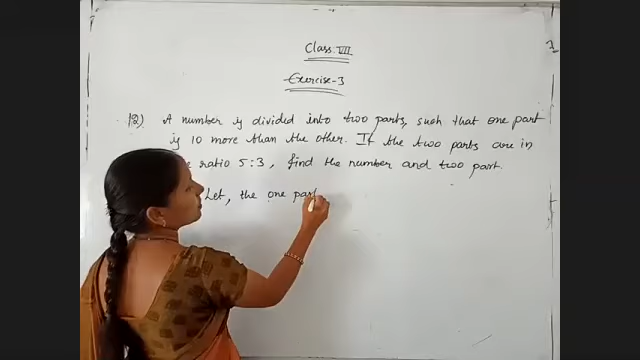 Class: VII
Exercise-3
12) A number is divided into two parts, such that one part
is 10 more than the other. If the two parts are in
ratio 5:3, find the number and two part.
Let, the one part